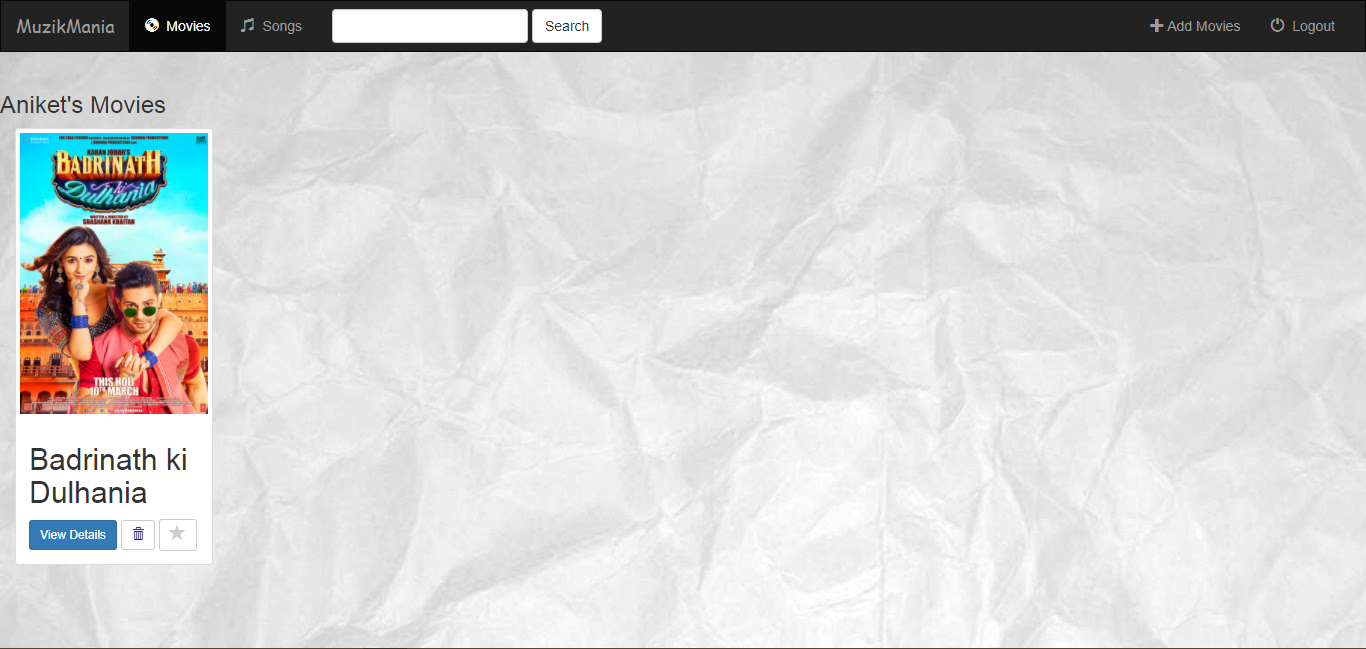 MuzikMania Movies Songs Search Add Movies Logout
Aniket's Movies
KARAN JOHAR'S
BADRINATH
ki
Dulhania
WRITTEN & DIRECTED BY
SHASHANK KHAITAN
THIS HOLI
10TH MARCH
Badrinath ki
Dulhania
View Details